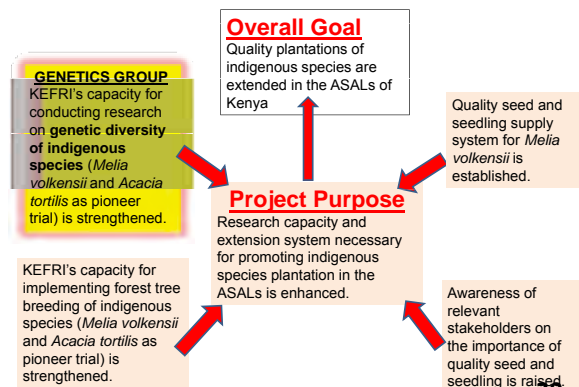 Overall Goal
Quality plantations of
indigenous species are
extended in the ASALs of
Kenya
GENETICS GROUP
KEFRI's capacity for
conducting research
on genetic diversity
of indigenous
species (Melia
volkensii and Acacia
tortilis as pioneer
trial) is strengthened.
Quality seed and
seedling supply
system for Melia
volkensii is
established.
Project Purpose
Research capacity and
extension system necessary
for promoting indigenous
species plantation in the
ASALs is enhanced.
KEFRI's capacity for
implementing forest tree
breeding of indigenous
species (Melia volkensii
and Acacia tortilis as
pioneer trial) is
strengthened.
Awareness of
relevant
stakeholders on
the importance of
quality seed and
seedling is raised